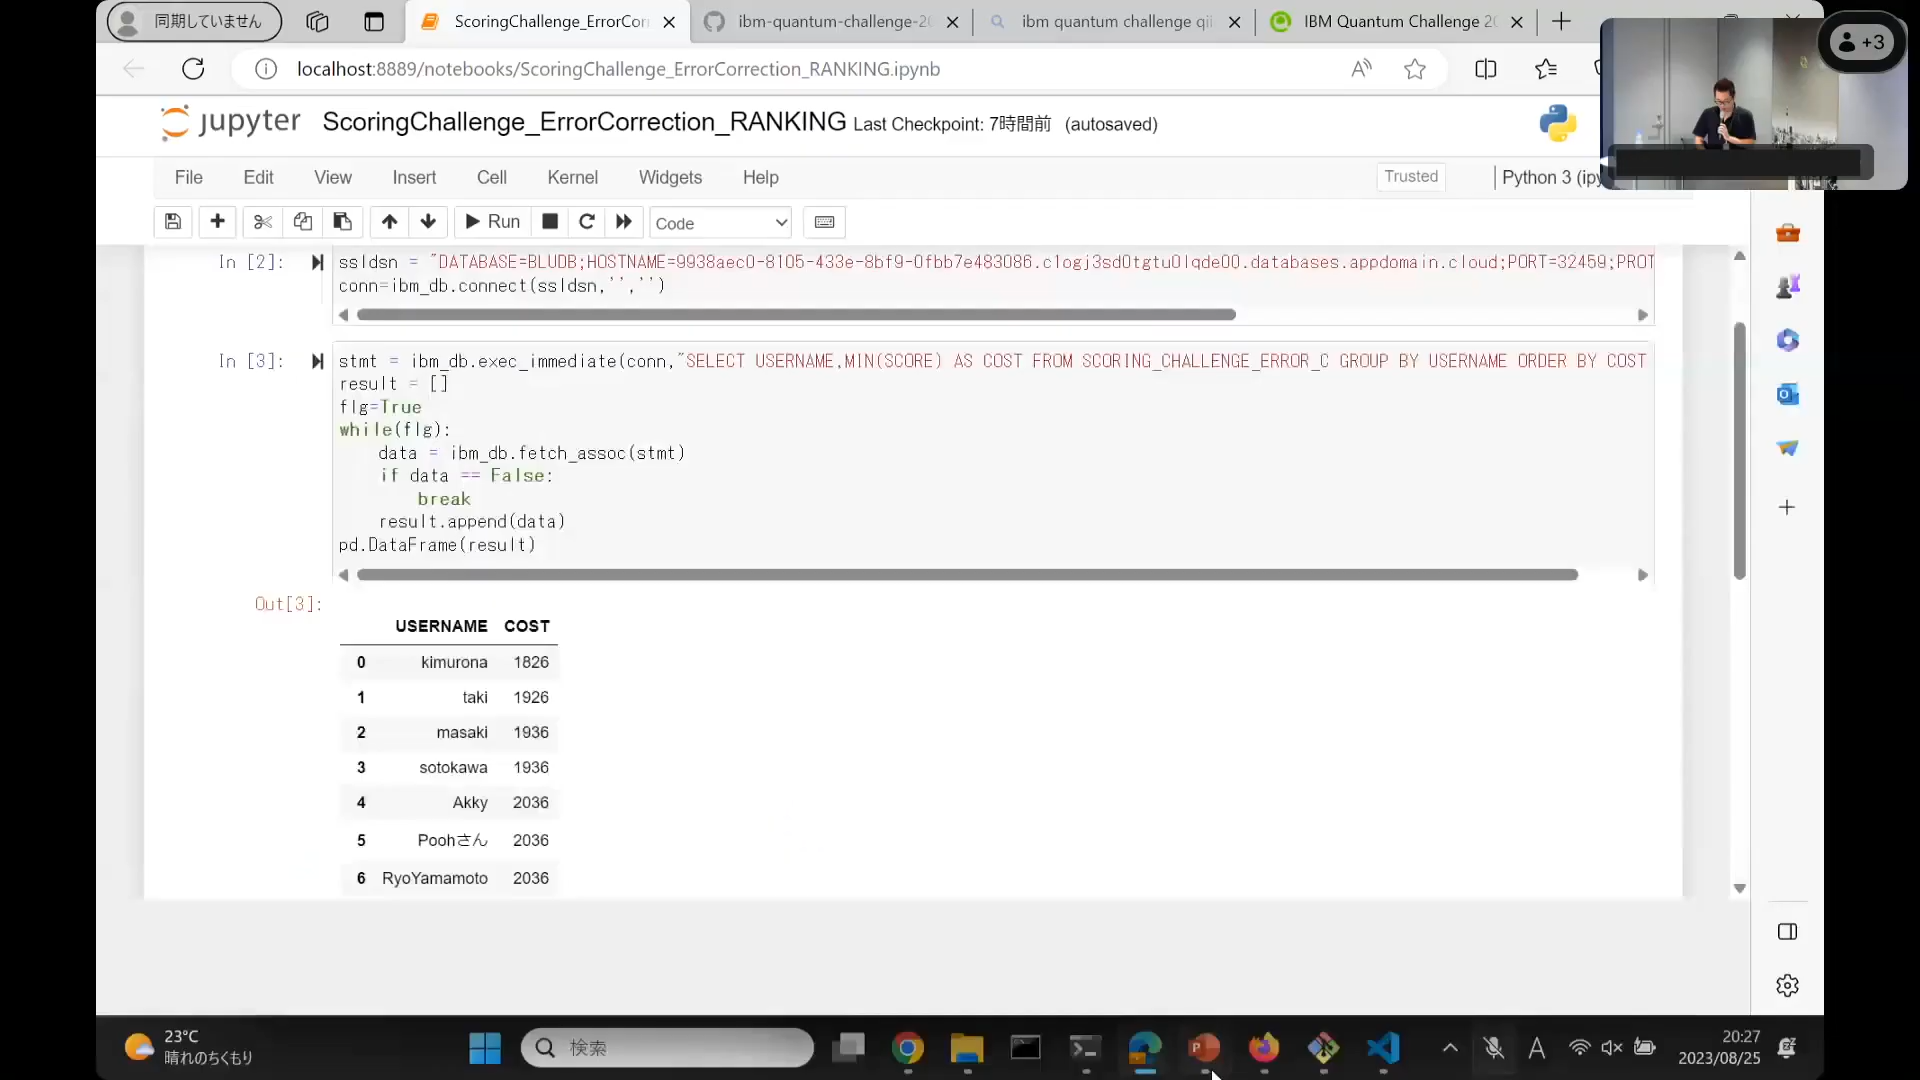 同期していません
ScoringChallenge_ErrorCor
ibm-quantum-challenge-20
ibm quantum challenge qi
IBM Quantum Challenge 2
+3
localhost:8889/notebooks/ScoringChallenge_ErrorCorrection_RANKING.ipynb
jupyter ScoringChallenge_ErrorCorrection_RANKING Last Checkpoint: 7時間前 (autosaved)
File Edit View Insert Cell Kernel Widgets Help Trusted Python 3 (ipy
Run Code
In [2]: ssldsn = "DATABASE=BLUDB;HOSTNAME=9938aec0-8105-433e-8bf9-0fbb7e483086.c1ogj3sd0tgtu0lqde00.databases.appdomain.cloud;PORT=32459;PROT
conn=ibm_db.connect(ssldsn,'','')
In [3]: stmt = ibm_db.exec_immediate(conn,"SELECT USERNAME,MIN(SCORE) AS COST FROM SCORING_CHALLENGE_ERROR_C GROUP BY USERNAME ORDER BY COST
result = []
flg=True
while(flg):
data = ibm_db.fetch_assoc(stmt)
if data == False:
break
result.append(data)
pd.DataFrame(result)
Out[3]:
USERNAME COST
0 kimurona 1826
1 taki 1926
2 masaki 1936
3 sotokawa 1936
4 Akky 2036
5 Poohさん 2036
6 RyoYamamoto 2036
23°C
晴れのちくもり
検索
A
20:27
2023/08/25